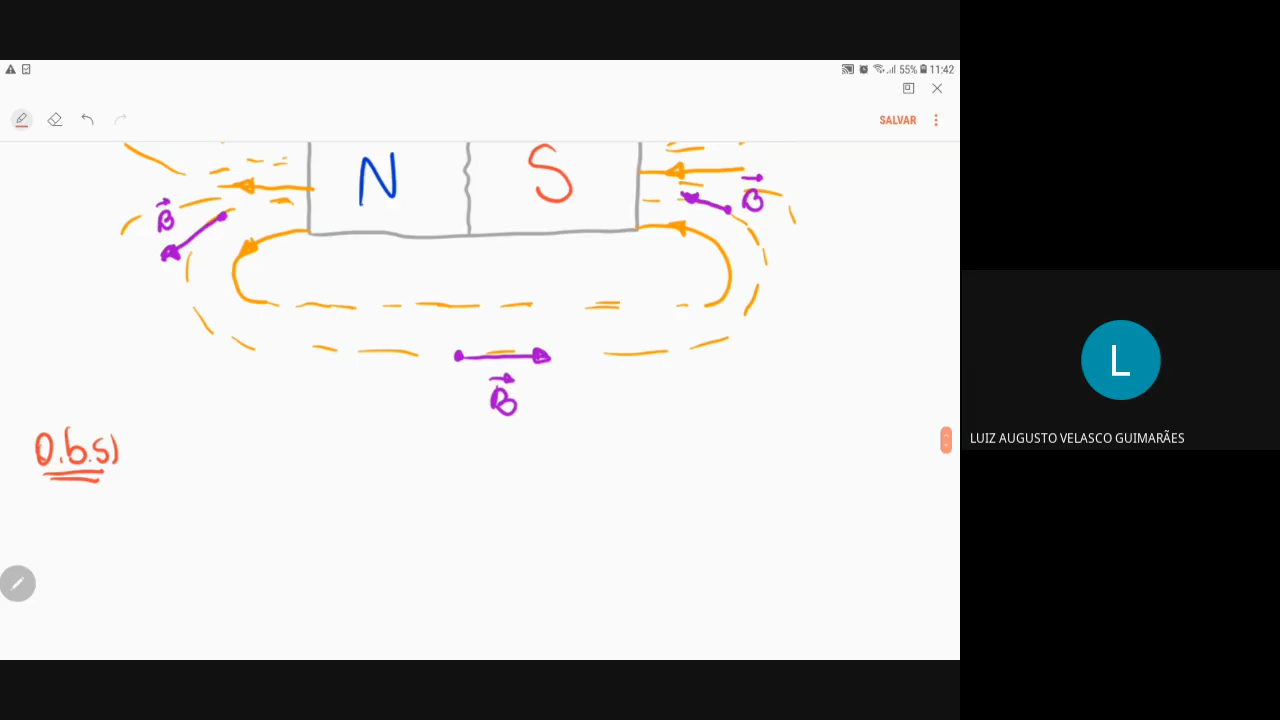 55% 11:42
SALVAR
N S
B B
B
O.b.s)
L
LUIZ AUGUSTO VELASCO GUIMARÃES